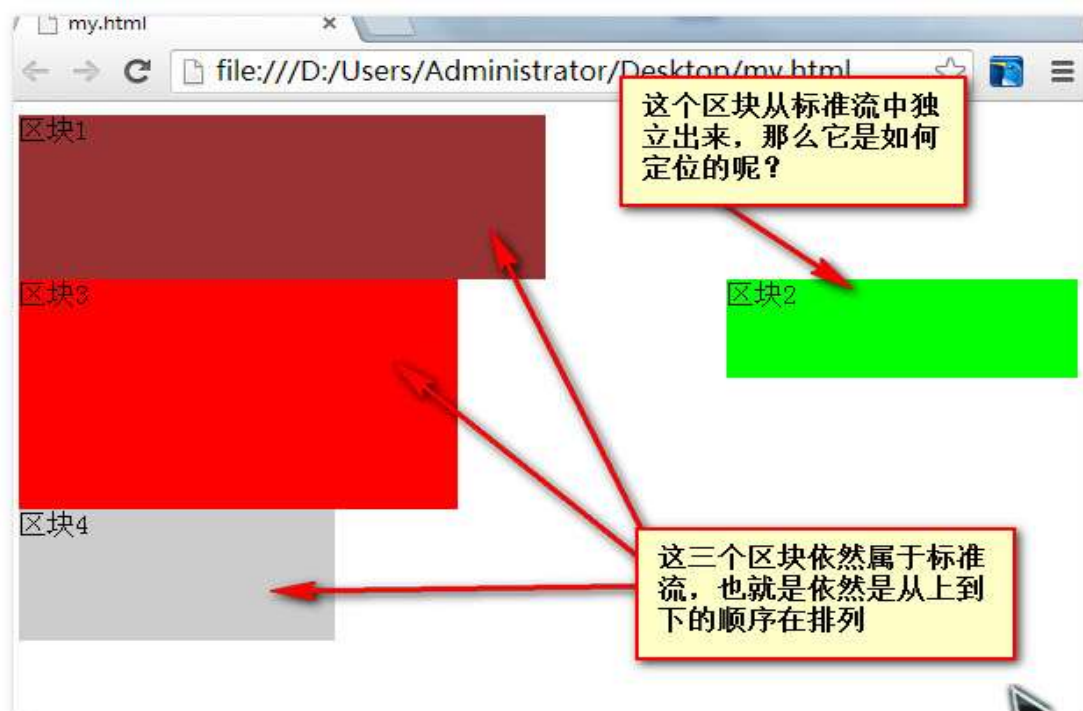 my.html
file:///D:/Users/Administrator/Desktop/my.html
这个区块从标准流中独
立出来，那么它是如何
定位的呢？
区块1
区块3
区块2
区块4
这三个区块依然属于标准
流，也就是依然是从上到
下的顺序在排列